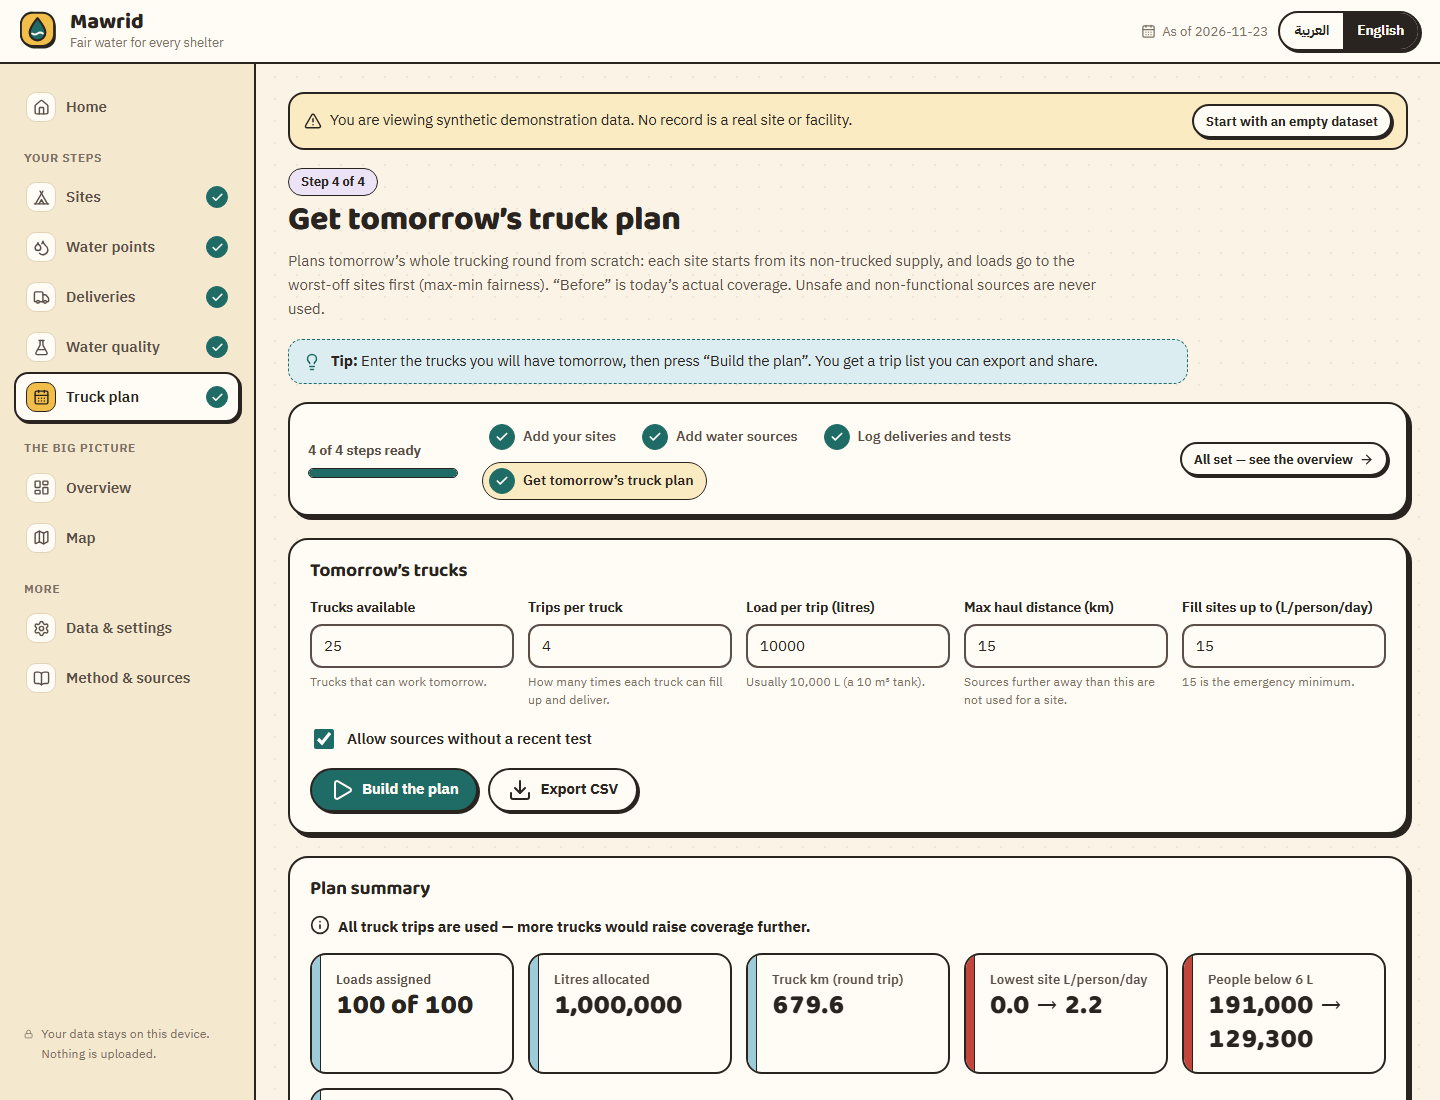 Mawrid
Fair water for every shelter
As of 2026-11-23
العربية
English
Home
YOUR STEPS
Sites
Water points
Deliveries
Water quality
Truck plan
THE BIG PICTURE
Overview
Map
MORE
Data & settings
Method & sources
Your data stays on this device.
Nothing is uploaded.
You are viewing synthetic demonstration data. No record is a real site or facility.
Start with an empty dataset
Step 4 of 4
Get tomorrow’s truck plan
Plans tomorrow’s whole trucking round from scratch: each site starts from its non-trucked supply, and loads go to the
worst-off sites first (max-min fairness). “Before” is today’s actual coverage. Unsafe and non-functional sources are never
used.
Tip: Enter the trucks you will have tomorrow, then press “Build the plan”. You get a trip list you can export and share.
4 of 4 steps ready
Add your sites
Add water sources
Log deliveries and tests
Get tomorrow’s truck plan
All set — see the overview →
Tomorrow’s trucks
Trucks available
Trips per truck
Load per trip (litres)
Max haul distance (km)
Fill sites up to (L/person/day)
25
4
10000
15
15
Trucks that can work tomorrow.
How many times each truck can fill
up and deliver.
Usually 10,000 L (a 10 m³ tank).
Sources further away than this are
not used for a site.
15 is the emergency minimum.
Allow sources without a recent test
Build the plan
Export CSV
Plan summary
All truck trips are used — more trucks would raise coverage further.
Loads assigned
100 of 100
Litres allocated
1,000,000
Truck km (round trip)
679.6
Lowest site L/person/day
0.0 → 2.2
People below 6 L
191,000 →
129,300